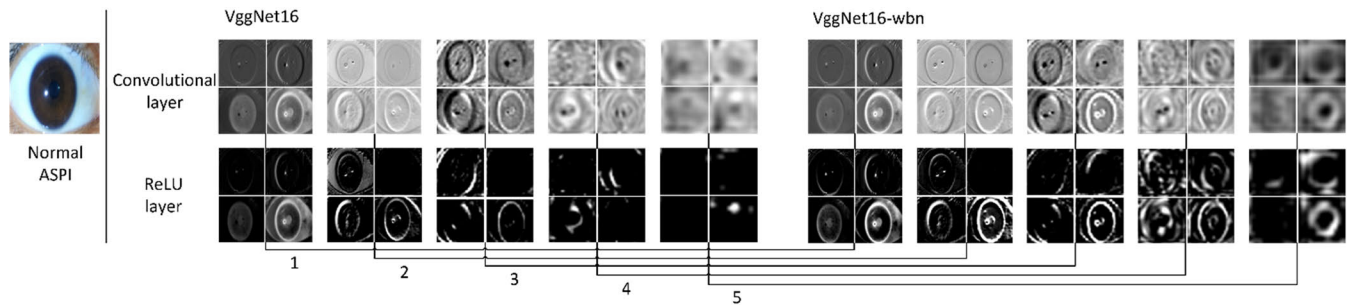 VggNet16
VggNet16-wbn
Convolutional
layer
Normal
ASPI
ReLU
layer
1
2
3
4
5